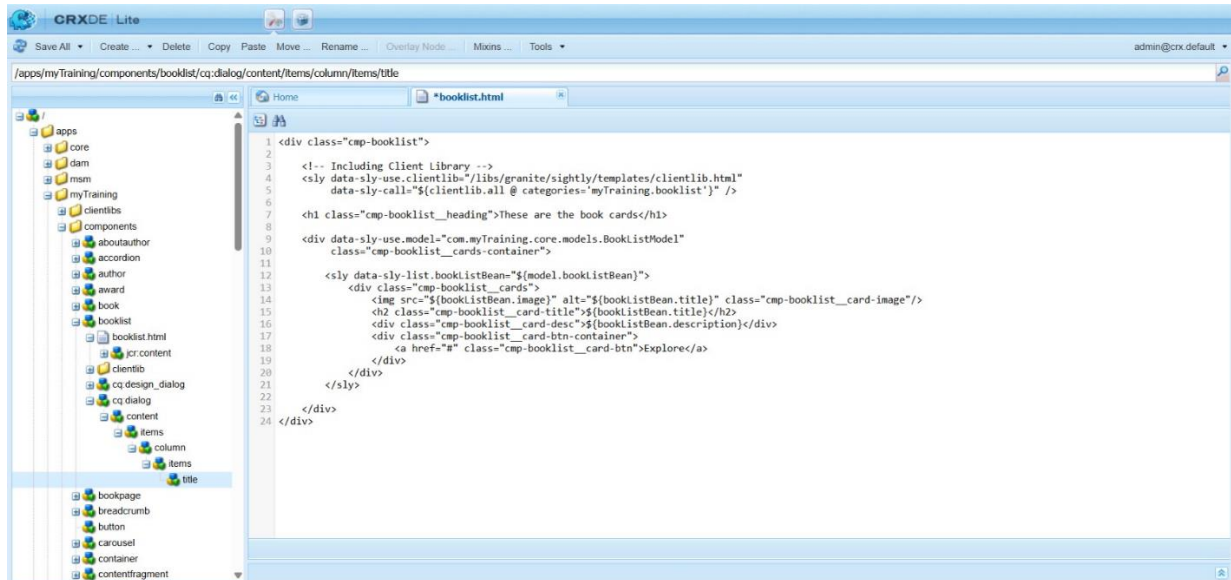 CRXDE | Lite
Save All Create ... Delete Copy Paste Move ... Rename ... Overlay Node ... Mixins ... Tools admin@crx.default
/apps/myTraining/components/booklist/cq:dialog/content/items/column/items/title
Home *booklist.html
/
apps
core
dam
msm
myTraining
clientlibs
components
aboutauthor
accordion
author
award
book
booklist
booklist.html
jcr:content
clientlib
cq:design_dialog
cq:dialog
content
items
column
items
title
bookpage
breadcrumb
button
carousel
container
contentfragment
1 <div class="cmp-booklist">
2
3     <!-- Including Client Library -->
4     <sly data-sly-use.clientlib="/libs/granite/sightly/templates/clientlib.html"
5         data-sly-call="${clientlib.all @ categories='myTraining.booklist'}" />
6
7     <h1 class="cmp-booklist__heading">These are the book cards</h1>
8
9     <div data-sly-use.model="com.myTraining.core.models.BookListModel"
10         class="cmp-booklist__cards-container">
11
12         <sly data-sly-list.bookListBean="${model.bookListBean}">
13             <div class="cmp-booklist__cards">
14                 <img src="${bookListBean.image}" alt="${bookListBean.title}" class="cmp-booklist__card-image"/>
15                 <h2 class="cmp-booklist__card-title">${bookListBean.title}</h2>
16                 <div class="cmp-booklist__card-desc">${bookListBean.description}</div>
17                 <div class="cmp-booklist__card-btn-container">
18                     <a href="#" class="cmp-booklist__card-btn">Explore</a>
19                 </div>
20             </div>
21         </sly>
22
23     </div>
24 </div>